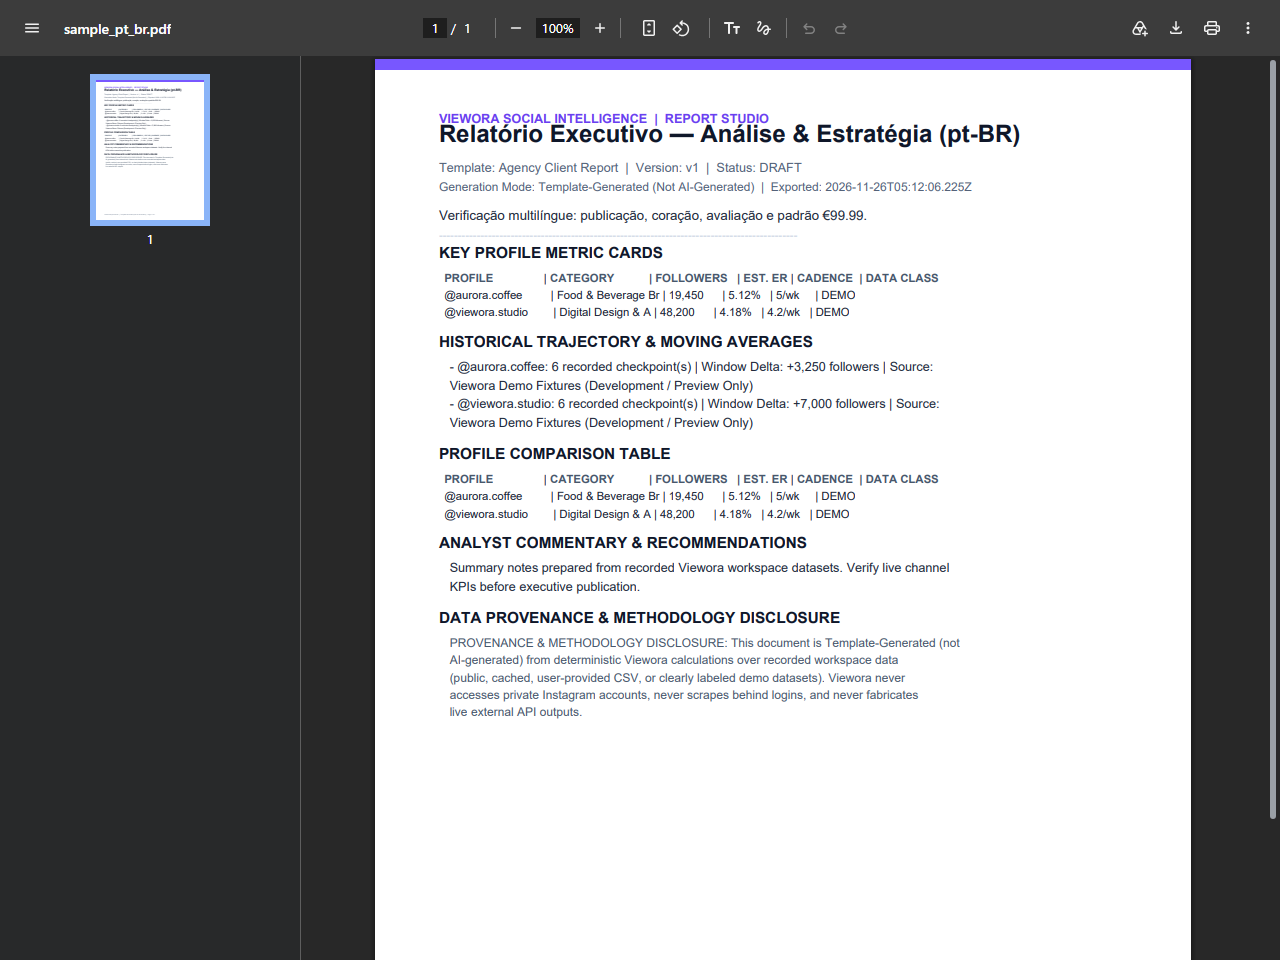 sample_pt_br.pdf
1 / 1
100%
1
VIEWORA SOCIAL INTELLIGENCE | REPORT STUDIO
Relatório Executivo — Análise & Estratégia (pt-BR)
Template: Agency Client Report | Version: v1 | Status: DRAFT
Generation Mode: Template-Generated (Not AI-Generated) | Exported: 2026-11-26T05:12:06.225Z
Verificação multilíngue: publicação, coração, avaliação e padrão €99.99.
KEY PROFILE METRIC CARDS
PROFILE | CATEGORY | FOLLOWERS | EST. ER | CADENCE | DATA CLASS
@aurora.coffee | Food & Beverage Br | 19,450 | 5.12% | 5/wk | DEMO
@viewora.studio | Digital Design & A | 48,200 | 4.18% | 4.2/wk | DEMO
HISTORICAL TRAJECTORY & MOVING AVERAGES
- @aurora.coffee: 6 recorded checkpoint(s) | Window Delta: +3,250 followers | Source:
Viewora Demo Fixtures (Development / Preview Only)
- @viewora.studio: 6 recorded checkpoint(s) | Window Delta: +7,000 followers | Source:
Viewora Demo Fixtures (Development / Preview Only)
PROFILE COMPARISON TABLE
PROFILE | CATEGORY | FOLLOWERS | EST. ER | CADENCE | DATA CLASS
@aurora.coffee | Food & Beverage Br | 19,450 | 5.12% | 5/wk | DEMO
@viewora.studio | Digital Design & A | 48,200 | 4.18% | 4.2/wk | DEMO
ANALYST COMMENTARY & RECOMMENDATIONS
Summary notes prepared from recorded Viewora workspace datasets. Verify live channel
KPIs before executive publication.
DATA PROVENANCE & METHODOLOGY DISCLOSURE
PROVENANCE & METHODOLOGY DISCLOSURE: This document is Template-Generated (not
AI-generated) from deterministic Viewora calculations over recorded workspace data
(public, cached, user-provided CSV, or clearly labeled demo datasets). Viewora never
accesses private Instagram accounts, never scrapes behind logins, and never fabricates
live external API outputs.